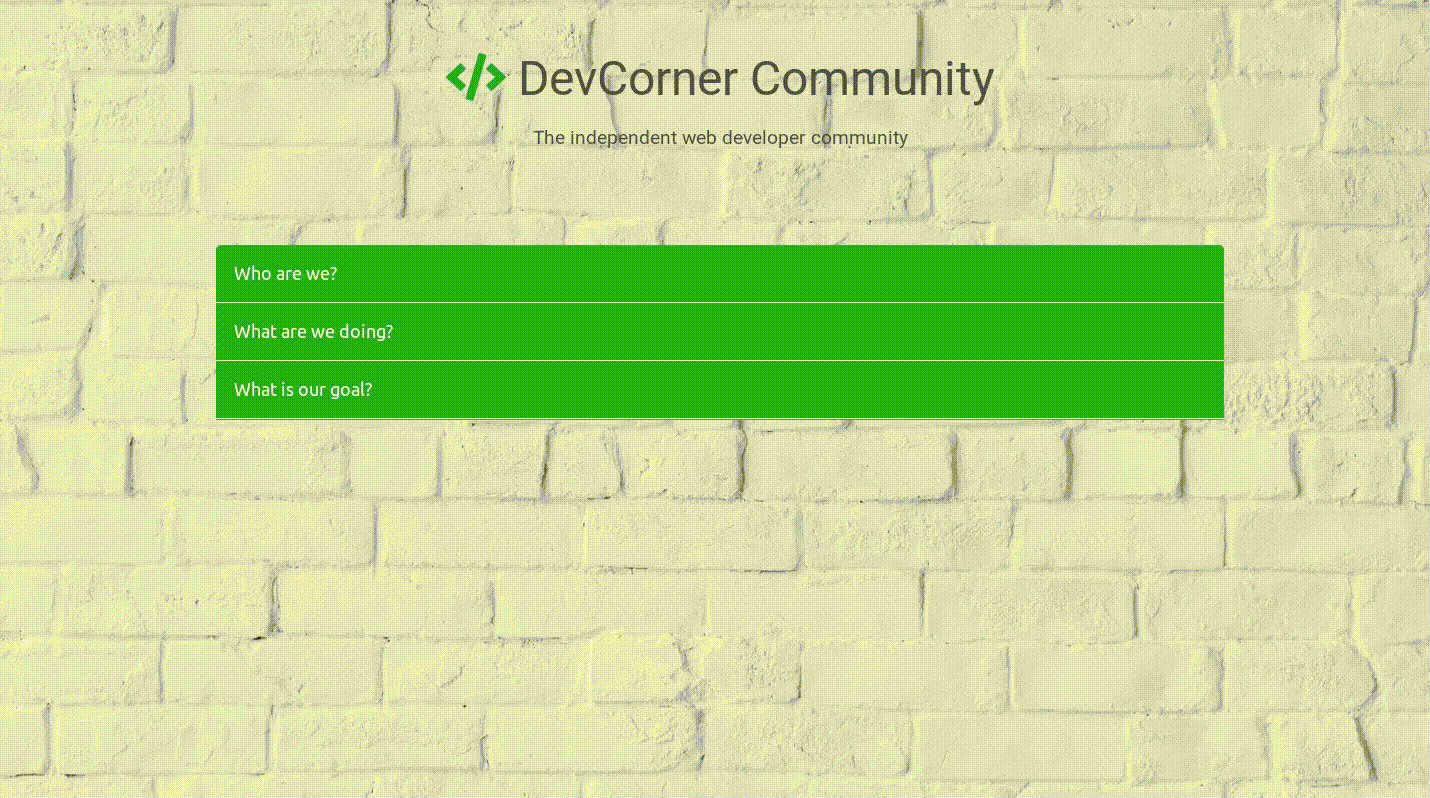 </> DevCorner Community
The independent web developer community
Who are we?
What are we doing?
What is our goal?